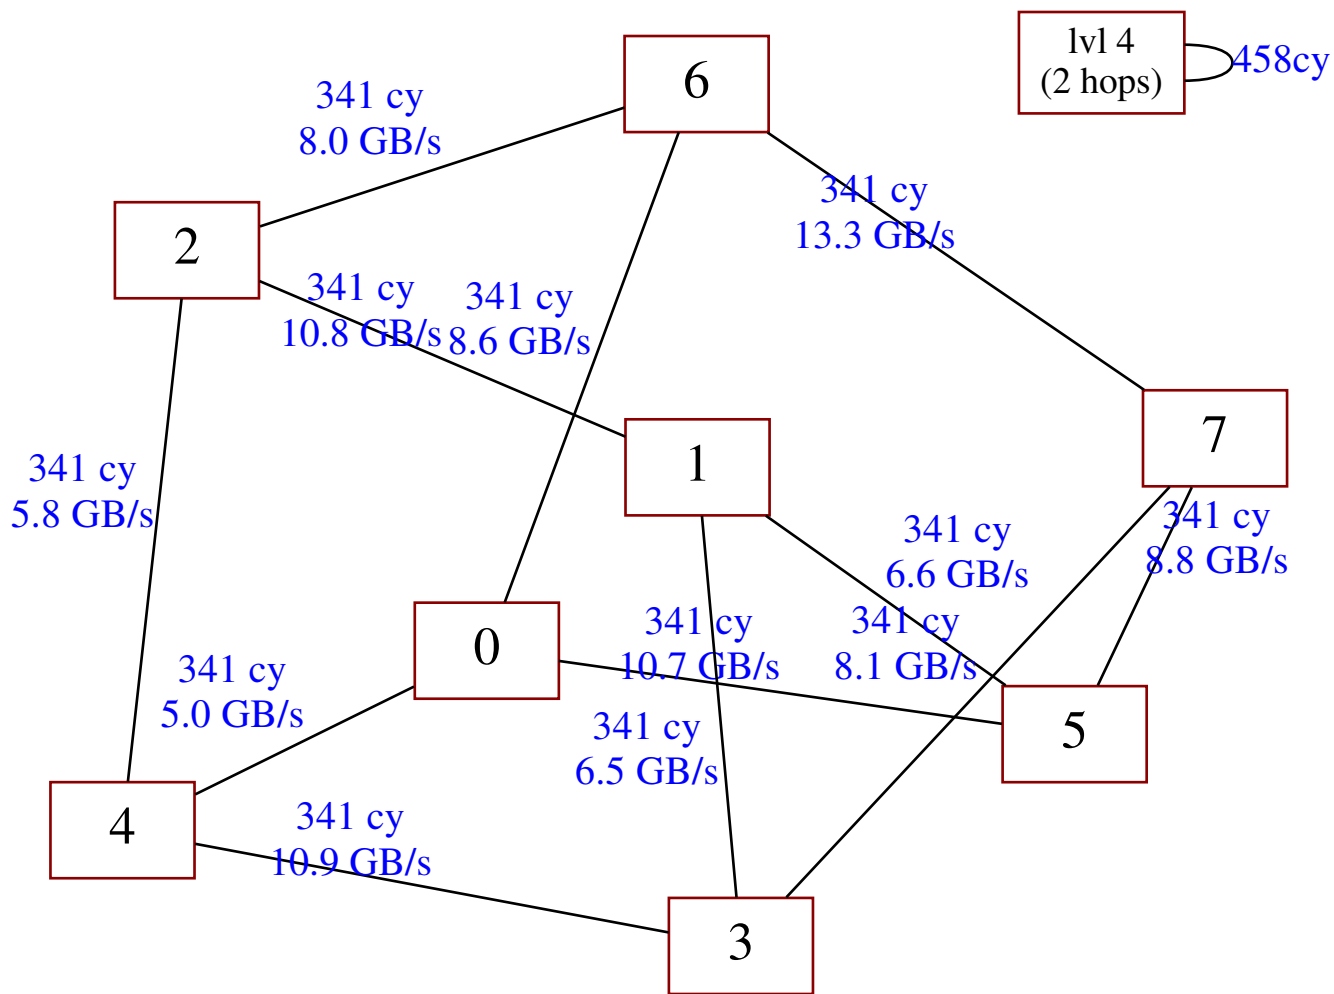 lvl 4
(2 hops)
458cy
6
341 cy
8.0 GB/s
341 cy
13.3 GB/s
2
341 cy
10.8 GB/s
341 cy
8.6 GB/s
7
1
341 cy
5.8 GB/s
341 cy
8.8 GB/s
341 cy
6.6 GB/s
0
341 cy
10.7 GB/s
341 cy
8.1 GB/s
341 cy
5.0 GB/s
5
341 cy
6.5 GB/s
4
341 cy
10.9 GB/s
3